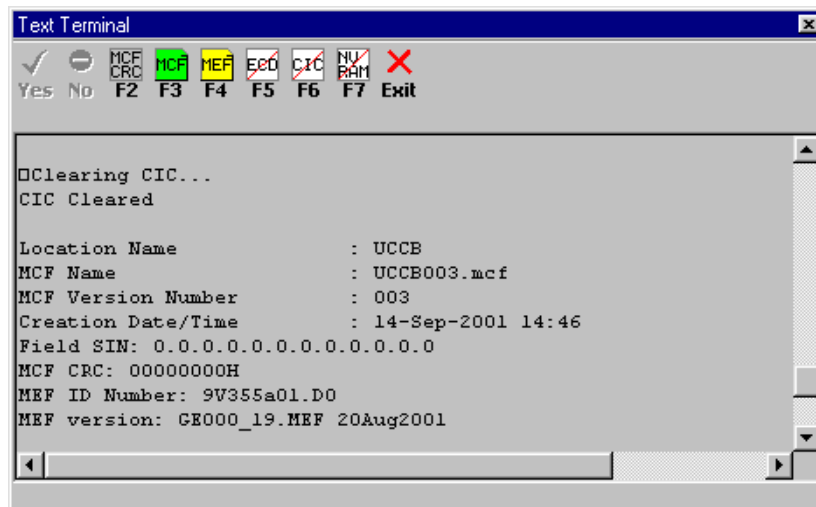 Text Terminal
MCF CRC MCF MEF ECD CIC NV RAM
Yes No F2 F3 F4 F5 F6 F7 Exit
Clearing CIC...
CIC Cleared
Location Name : UCCB
MCF Name : UCCB003.mcf
MCF Version Number : 003
Creation Date/Time : 14-Sep-2001 14:46
Field SIN: 0.0.0.0.0.0.0.0.0.0.0.0
MCF CRC: 00000000H
MEF ID Number: 9V355a01.D0
MEF version: GE000_19.MEF 20Aug2001